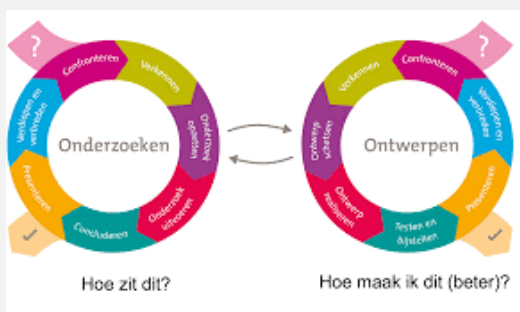 ?
Confronteren
Verkennen
Onderzoek
opzetten
Onderzoek
uitvoeren
Concluderen
Presenteren
Verdiepen en
verbreden
Onderzoeken
Hoe zit dit?
?
Confronteren
Verkennen
Ontwerp
schetsen
Ontwerp
realiseren
Testen en
bijstellen
Presenteren
Verdiepen en
verbreden
Ontwerpen
Hoe maak ik dit (beter)?